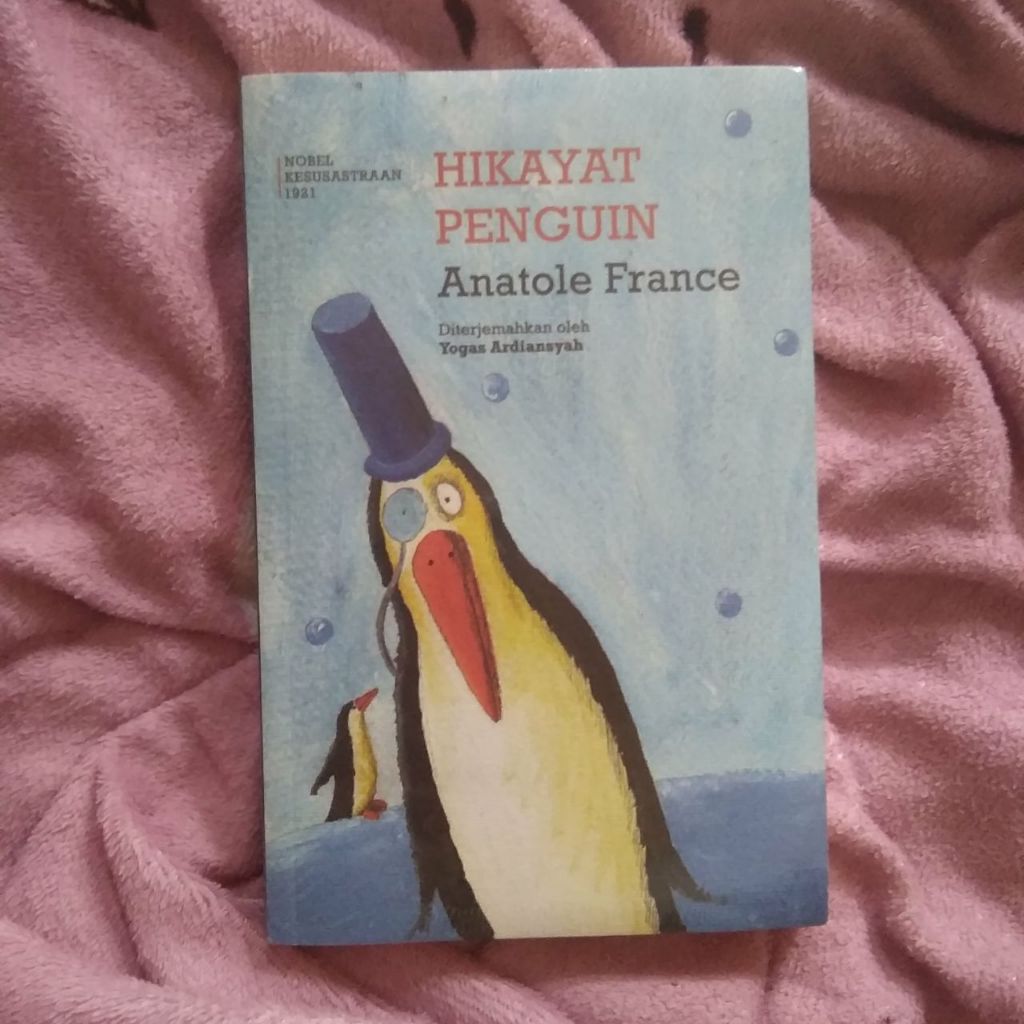 NOBEL
KESUSASTRAAN
1921
HIKAYAT
PENGUIN
Anatole France
Diterjemahkan oleh
Yogas Ardiansyah